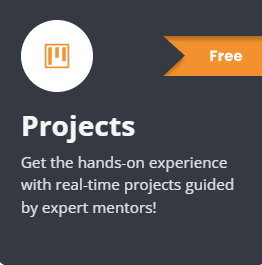 Free
Projects
Get the hands-on experience
with real-time projects guided
by expert mentors!